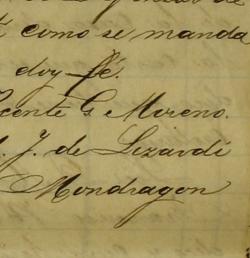 como se manda
doy fé.
Vicente G. Moreno.
J. de Lizardi
Mondragon